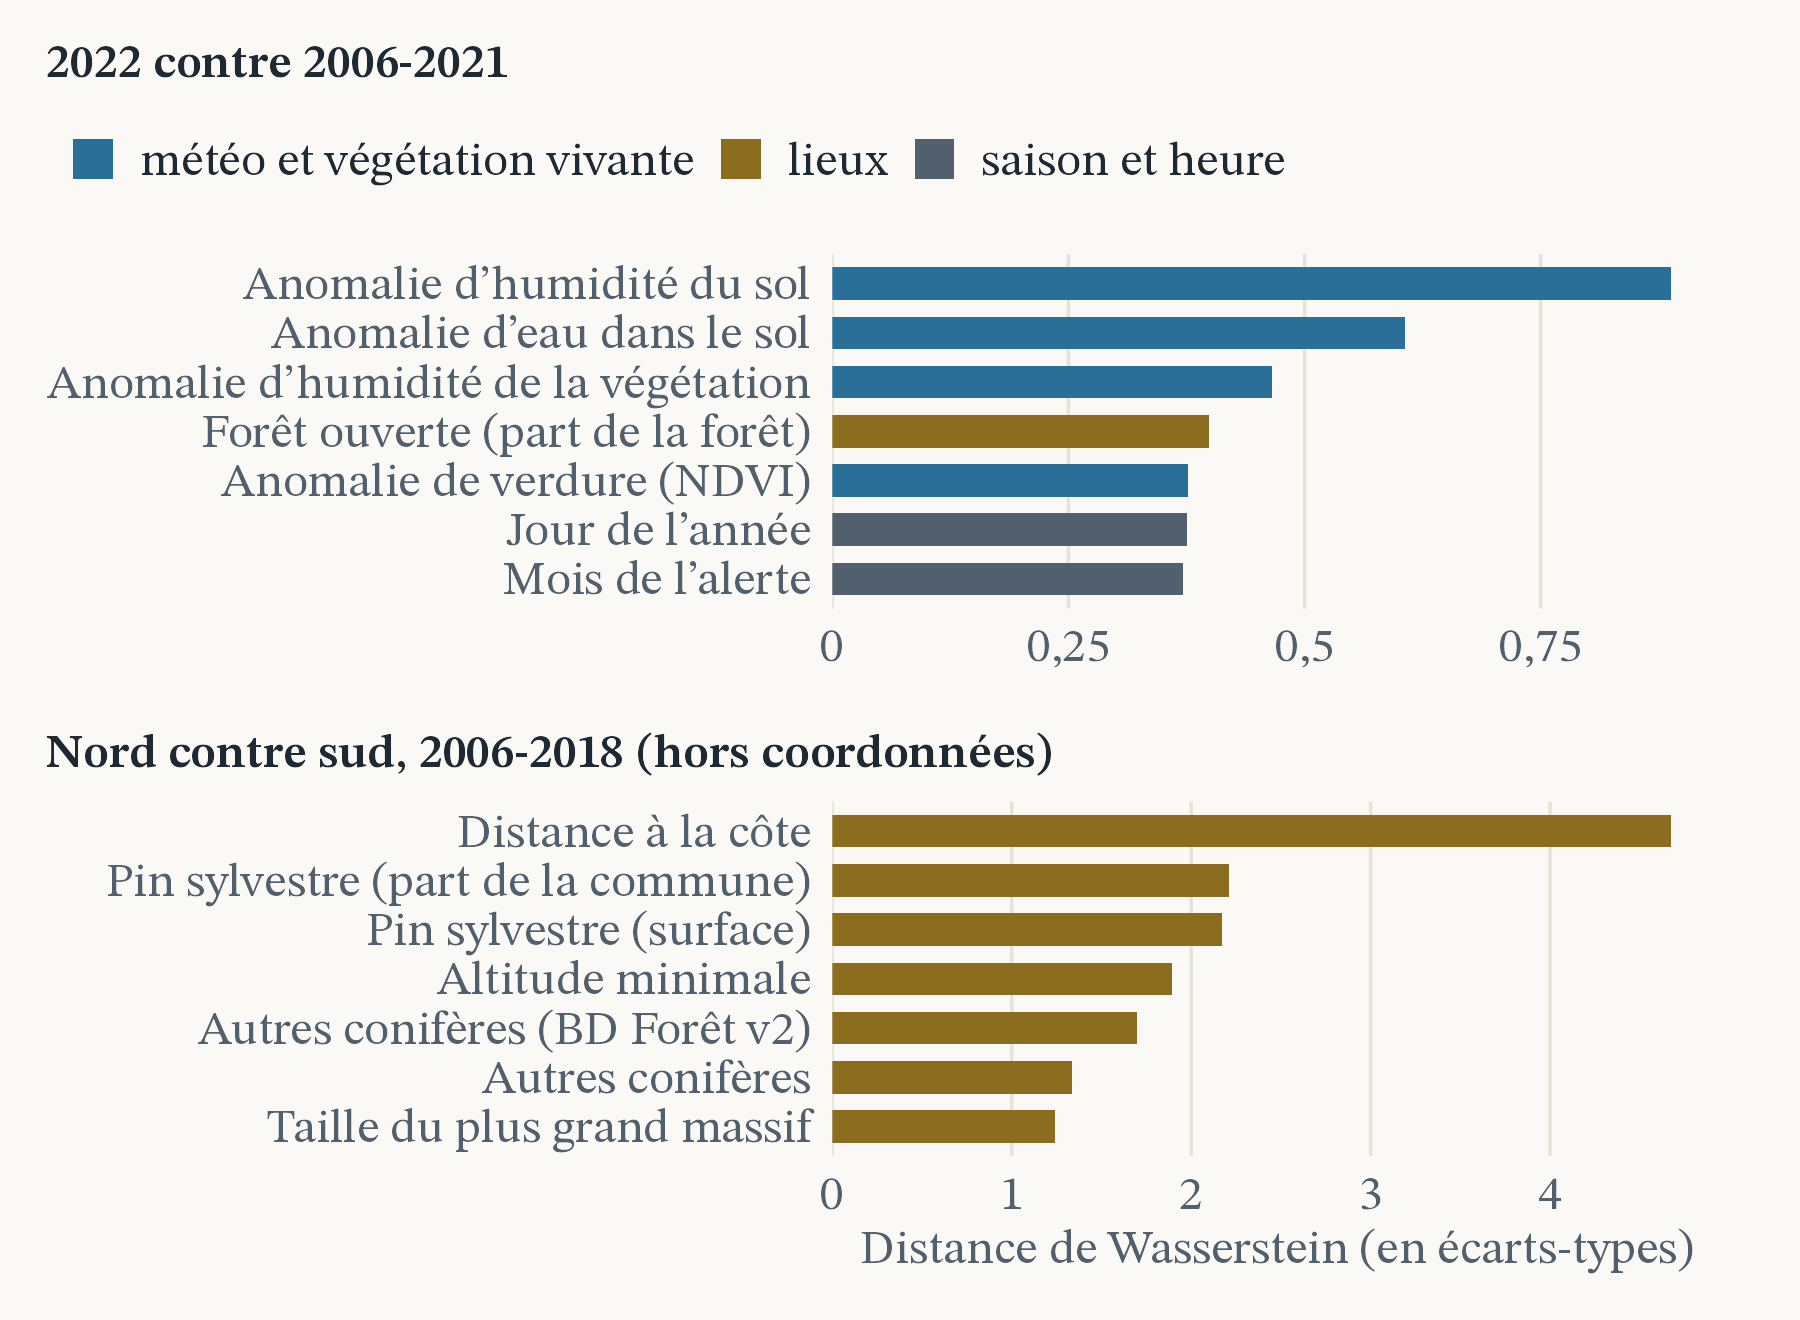 2022 contre 2006-2021
météo et végétation vivante lieux saison et heure
Anomalie d’humidité du sol
Anomalie d’eau dans le sol
Anomalie d’humidité de la végétation
Forêt ouverte (part de la forêt)
Anomalie de verdure (NDVI)
Jour de l’année
Mois de l’alerte
0 0,25 0,5 0,75
Nord contre sud, 2006-2018 (hors coordonnées)
Distance à la côte
Pin sylvestre (part de la commune)
Pin sylvestre (surface)
Altitude minimale
Autres conifères (BD Forêt v2)
Autres conifères
Taille du plus grand massif
0 1 2 3 4
Distance de Wasserstein (en écarts-types)